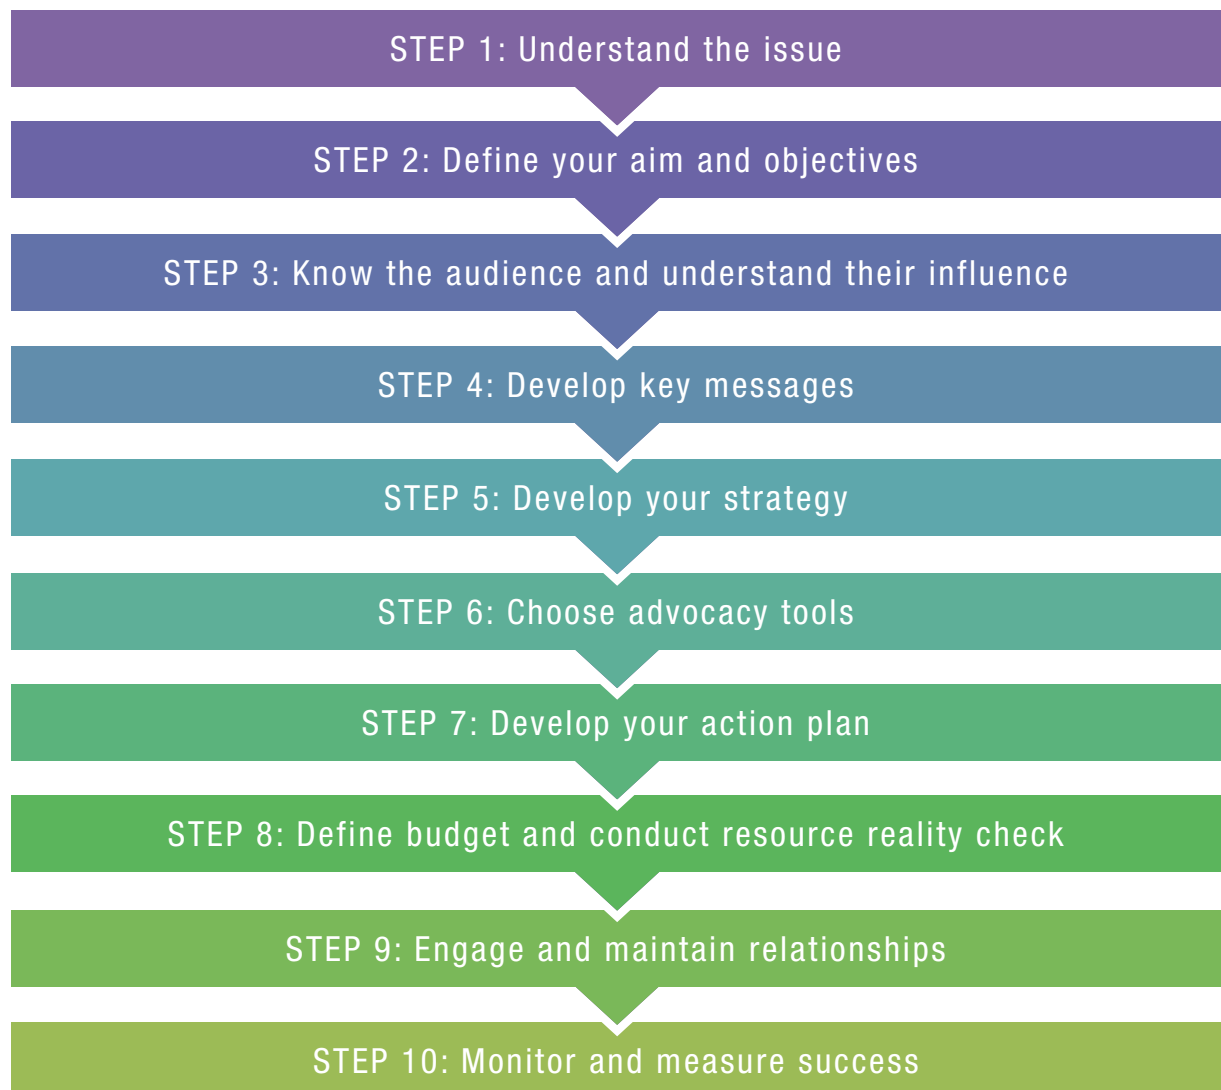 STEP 1: Understand the issue
STEP 2: Define your aim and objectives
STEP 3: Know the audience and understand their influence
STEP 4: Develop key messages
STEP 5: Develop your strategy
STEP 6: Choose advocacy tools
STEP 7: Develop your action plan
STEP 8: Define budget and conduct resource reality check
STEP 9: Engage and maintain relationships
STEP 10: Monitor and measure success